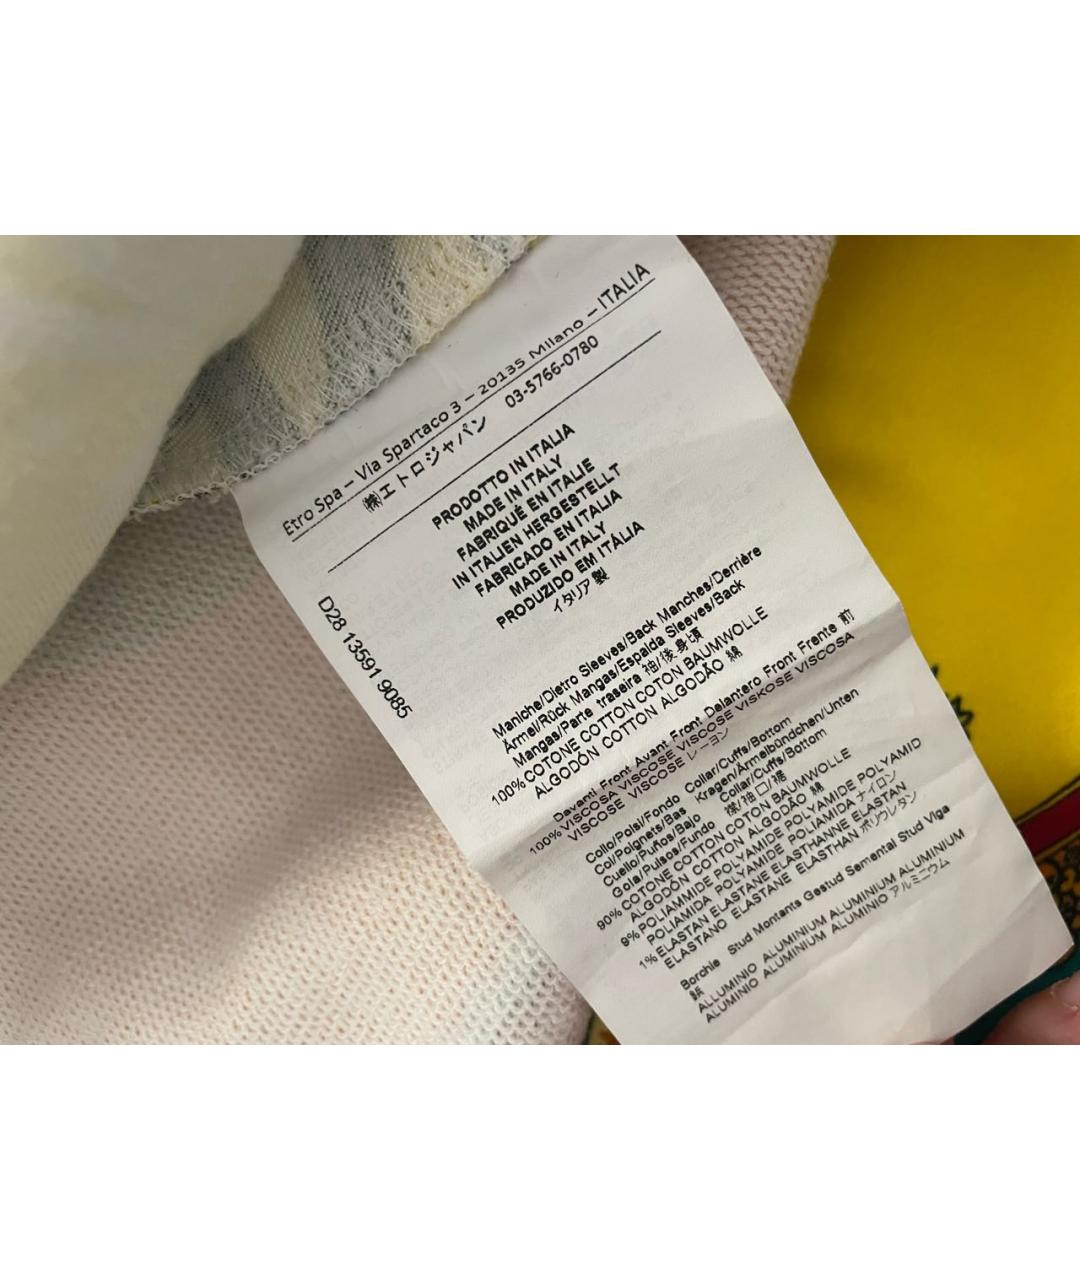 Etro Spa – Via Spartaco 3 – 20135 Milano – ITALIA
㈱エトロジャパン 03-5766-0780
PRODOTTO IN ITALIA
MADE IN ITALY
FABRIQUÉ EN ITALIE
IN ITALIEN HERGESTELLT
FABRICADO EN ITALIA
MADE IN ITALY
PRODUZIDO EM ITÁLIA
イタリア製
D28 13591 9085
Maniche/Dietro Sleeves/Back Manches/Derrière
Ärmel/Rück Mangas/Espalda Sleeves/Back
Mangas/Parte traseira 袖/後身頃
100% COTONE COTTON COTON BAUMWOLLE
ALGODÓN COTTON ALGODÃO 綿
Davanti Front Avant Front Delantero Front Frente 前
100% VISCOSA VISCOSE VISCOSE VISKOSE VISCOSA
VISCOSE VISCOSE レーヨン
Collo/Polsi/Fondo Collar/Cuffs/Bottom
Col/Poignets/Bas Kragen/Ärmelbündchen/Unten
Cuello/Puños/Bajo Collar/Cuffs/Bottom
Gola/Pulsos/Fundo 襟/袖口/裾
90% COTONE COTTON COTON BAUMWOLLE
ALGODÓN COTTON ALGODÃO 綿
9% POLIAMMIDE POLYAMIDE POLYAMIDE POLYAMID
POLIAMIDA POLYAMIDE POLIAMIDA ナイロン
1% ELASTAN ELASTANE ELASTHANNE ELASTAN
ELASTANO ELASTANE ELASTHAN ポリウレタン
Borchie Stud Montants Gestud Semental Stud Viga
鋲
ALLUMINIO ALUMINIUM ALUMINIUM ALUMINIUM
ALUMINIO ALUMINIUM ALUMINIO アルミニウム